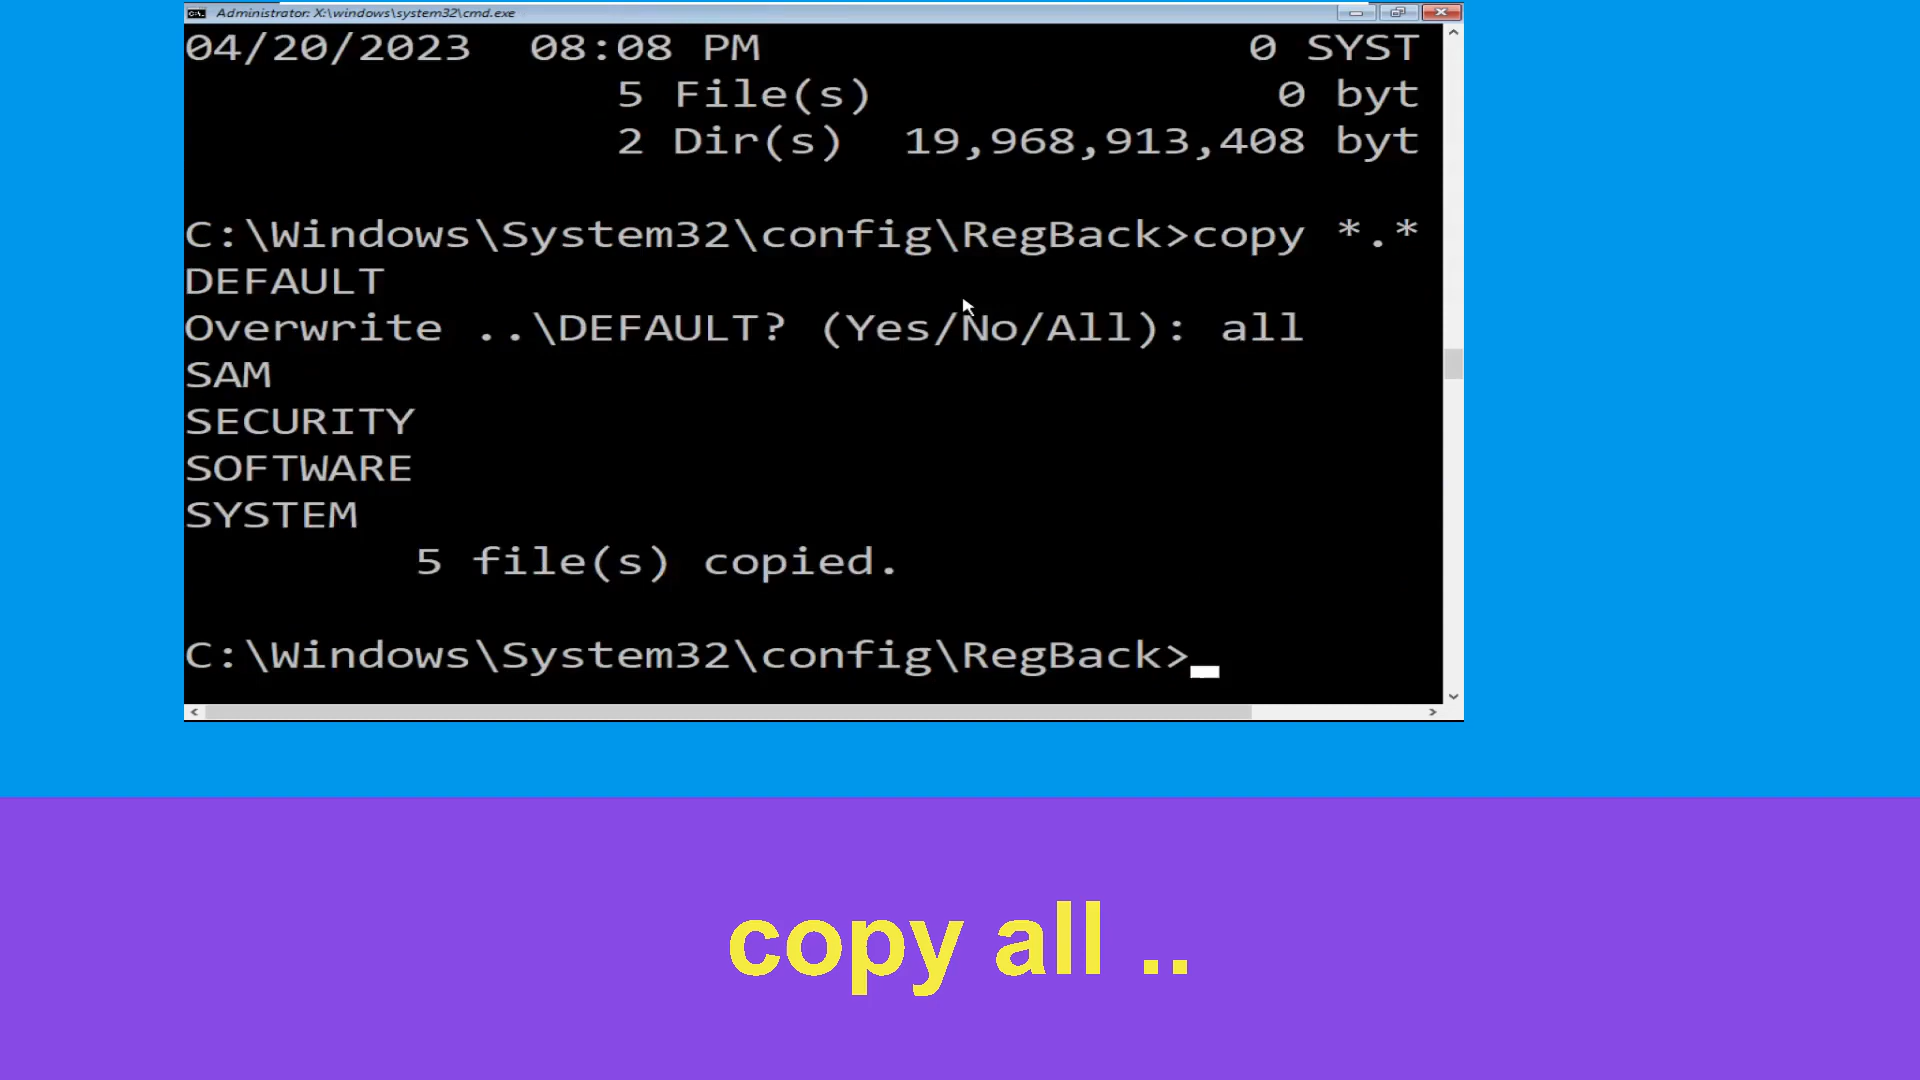 Administrator: X:\windows\system32\cmd.exe
04/20/2023 08:08 PM 0 SYST
5 File(s) 0 byt
2 Dir(s) 19,968,913,408 byt
C:\Windows\System32\config\RegBack>copy *.*
DEFAULT
Overwrite ..\DEFAULT? (Yes/No/All): all
SAM
SECURITY
SOFTWARE
SYSTEM
5 file(s) copied.
C:\Windows\System32\config\RegBack>
copy all ..